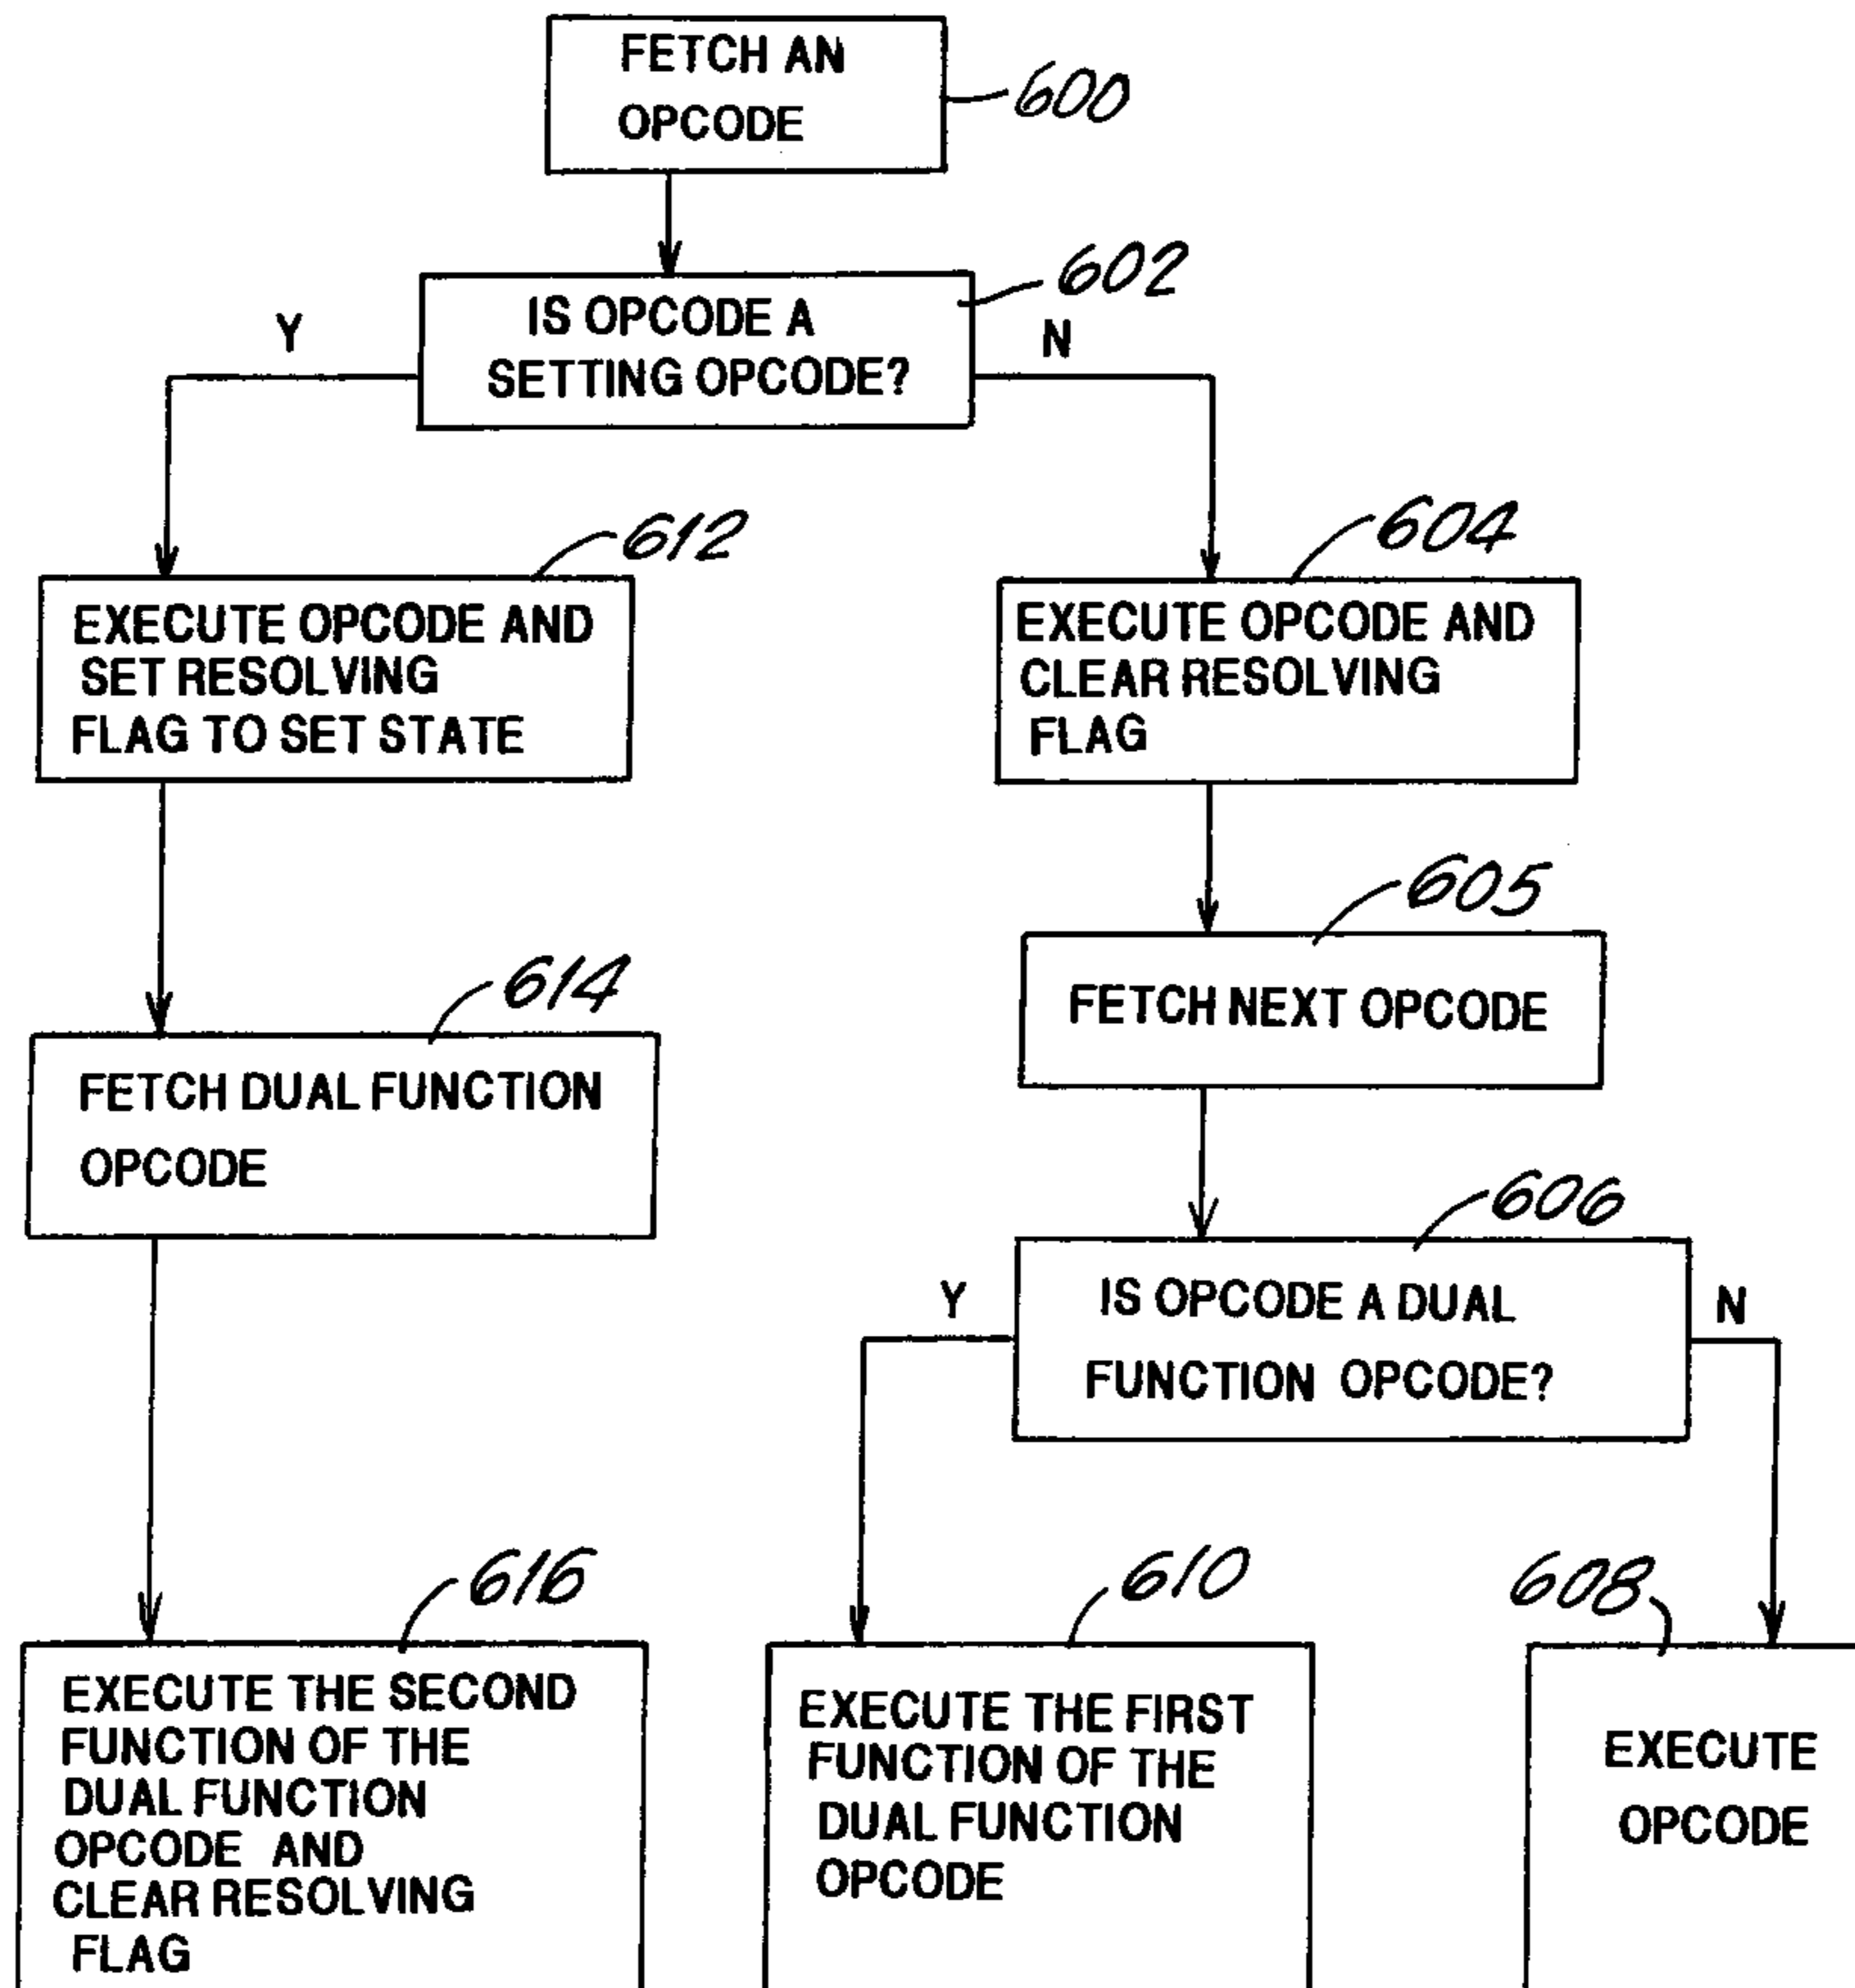 FETCH AN
OPCODE
600
IS OPCODE A
SETTING OPCODE?
602
Y
N
612
EXECUTE OPCODE AND
SET RESOLVING
FLAG TO SET STATE
604
EXECUTE OPCODE AND
CLEAR RESOLVING
FLAG
605
FETCH NEXT OPCODE
614
FETCH DUAL FUNCTION
OPCODE
606
IS OPCODE A DUAL
FUNCTION OPCODE?
Y
N
616
EXECUTE THE SECOND
FUNCTION OF THE
DUAL FUNCTION
OPCODE AND
CLEAR RESOLVING
FLAG
610
EXECUTE THE FIRST
FUNCTION OF THE
DUAL FUNCTION
OPCODE
608
EXECUTE
OPCODE